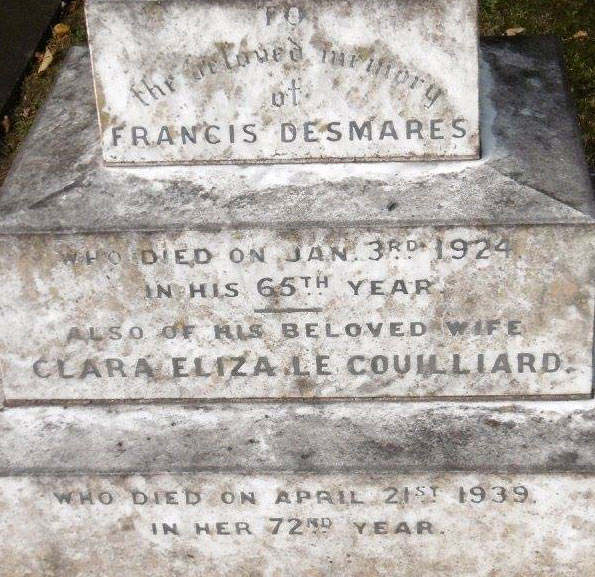 TO
the beloved memory
of
FRANCIS DESMARES
WHO DIED ON JAN. 3RD 1924.
IN HIS 65TH YEAR.
ALSO OF HIS BELOVED WIFE
CLARA ELIZA LE COUILLIARD.
WHO DIED ON APRIL 21ST 1939.
IN HER 72ND YEAR.